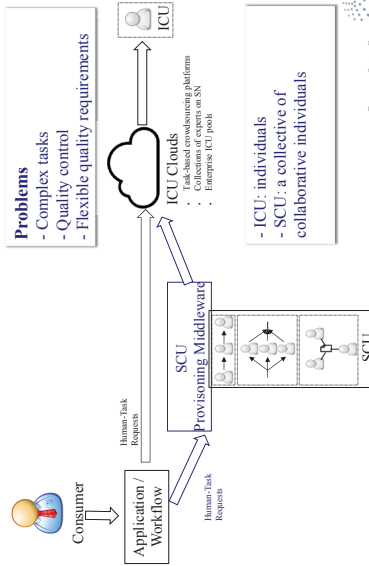 Problems
- Complex tasks
- Quality control
- Flexible quality requirements
Consumer
Application /
Workflow
Human-Task
Requests
Human-Task
Requests
SCU
Provisoning Middleware
SCU
ICU Clouds
• Task-based crowdsourcing platforms
• Collections of experts on SN
• Enterprise ICU pools
ICU
- ICU: individuals
- SCU: a collective of
collaborative individuals